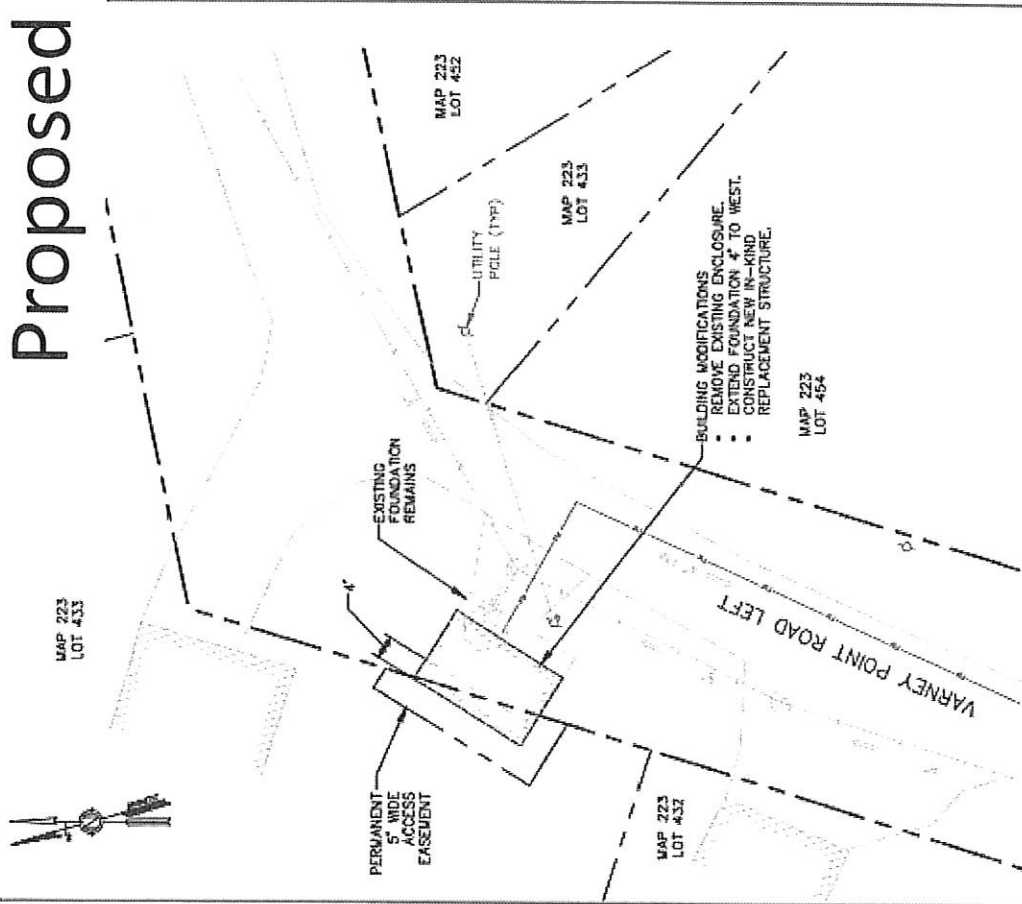 Proposed
MAP 223
LOT 433
MAP 223
LOT 452
UTILITY
POLE (TYP)
MAP 223
LOT 433
EXISTING
FOUNDATION
REMAINS
4'
PERMANENT
5' WIDE
ACCESS
EASEMENT
BUILDING MODIFICATIONS
• REMOVE EXISTING ENCLOSURE.
• EXTEND FOUNDATION 4' TO WEST.
• CONSTRUCT NEW IN-KIND
REPLACEMENT STRUCTURE.
MAP 223
LOT 454
VARNEY POINT ROAD LEFT
MAP 223
LOT 432